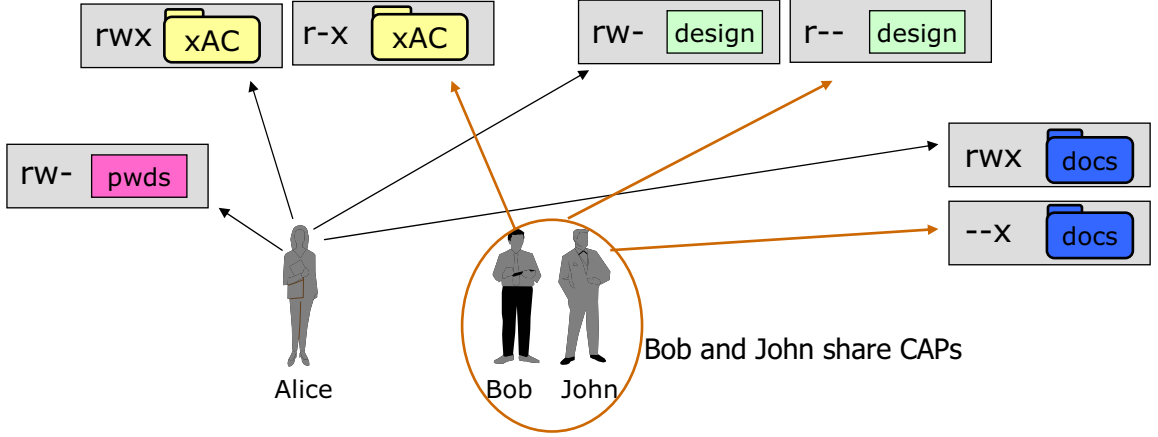 rwx xAC
r-x xAC
rw- design
r-- design
rw- pwds
rwx docs
--x docs
Bob and John share CAPs
Alice
Bob
John